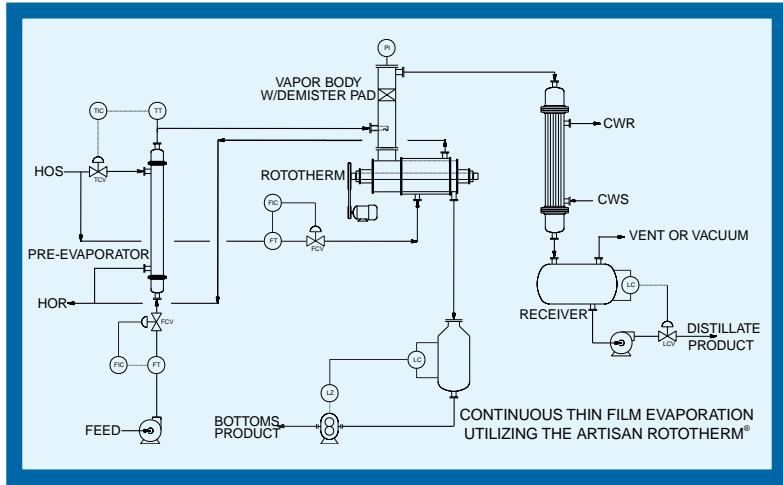 PI
VAPOR BODY
W/DEMISTER PAD
TIC
TT
CWR
HOS
TCV
ROTOTHERM
CWS
FIC
FT
FCV
PRE-EVAPORATOR
VENT OR VACUUM
HOR
LC
RECEIVER
FCV
DISTILLATE
PRODUCT
LCV
FIC
FT
LC
LZ
FEED
BOTTOMS
PRODUCT
CONTINUOUS THIN FILM EVAPORATION
UTILIZING THE ARTISAN ROTOTHERM®